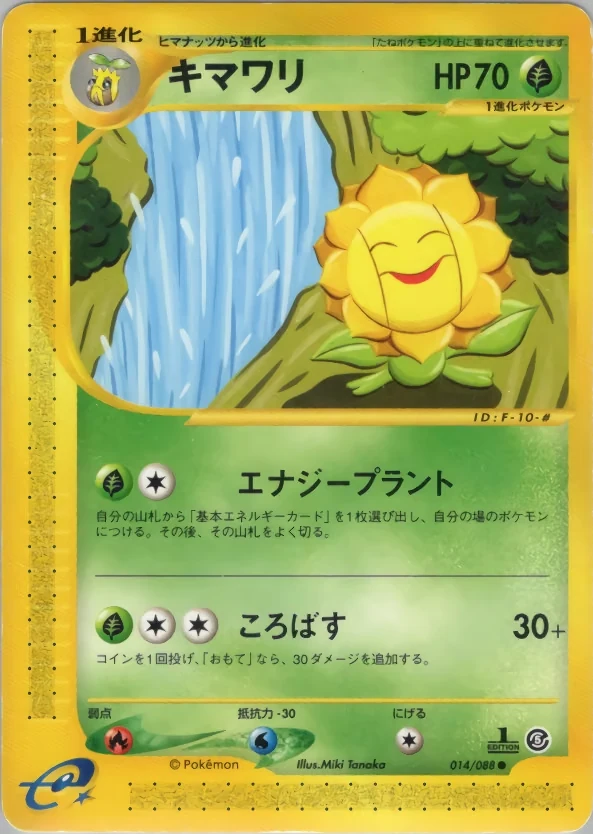 1進化
ヒマナッツから進化
「たねポケモン」の上に重ねて進化させます。
キマワリ
HP70
1進化ポケモン
ID:F-10-#
エナジープラント
自分の山札から「基本エネルギーカード」を1枚選び出し、自分の場のポケモン
につける。その後、その山札をよく切る。
ころばす 30+
コインを1回投げ、「おもて」なら、30ダメージを追加する。
弱点
抵抗力-30
にげる
1
EDITION
5
©Pokémon
Illus.Miki Tanaka
014/088●
e